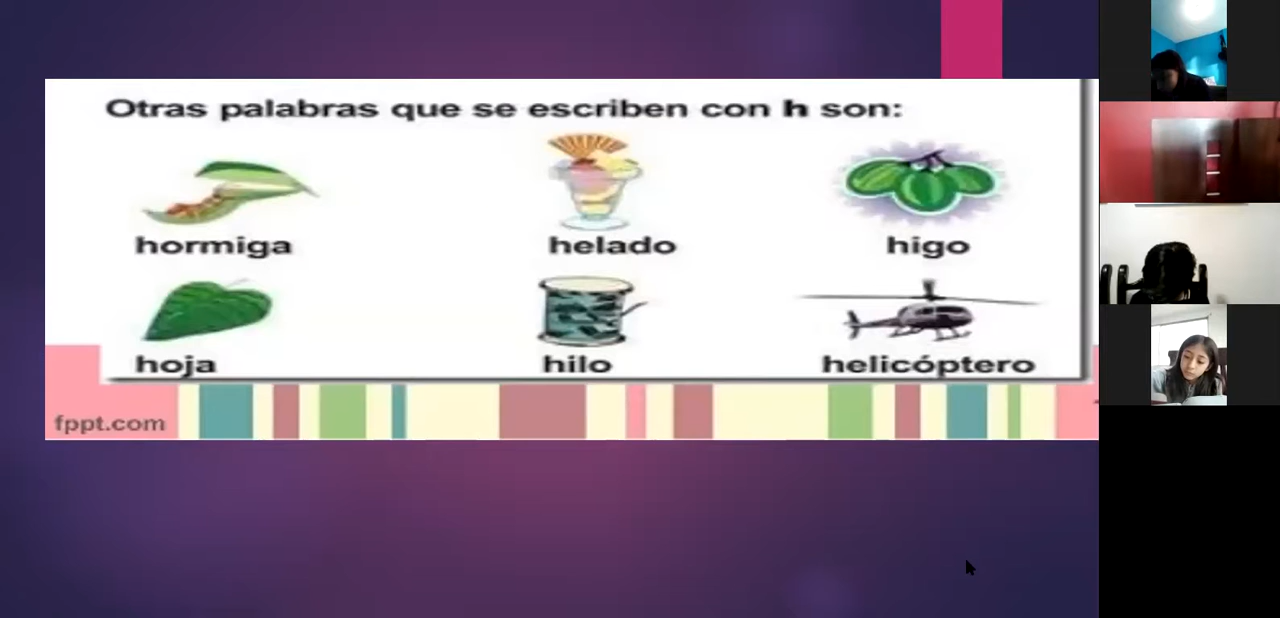 Otras palabras que se escriben con h son:
hormiga helado higo
hoja hilo helicóptero
fppt.com